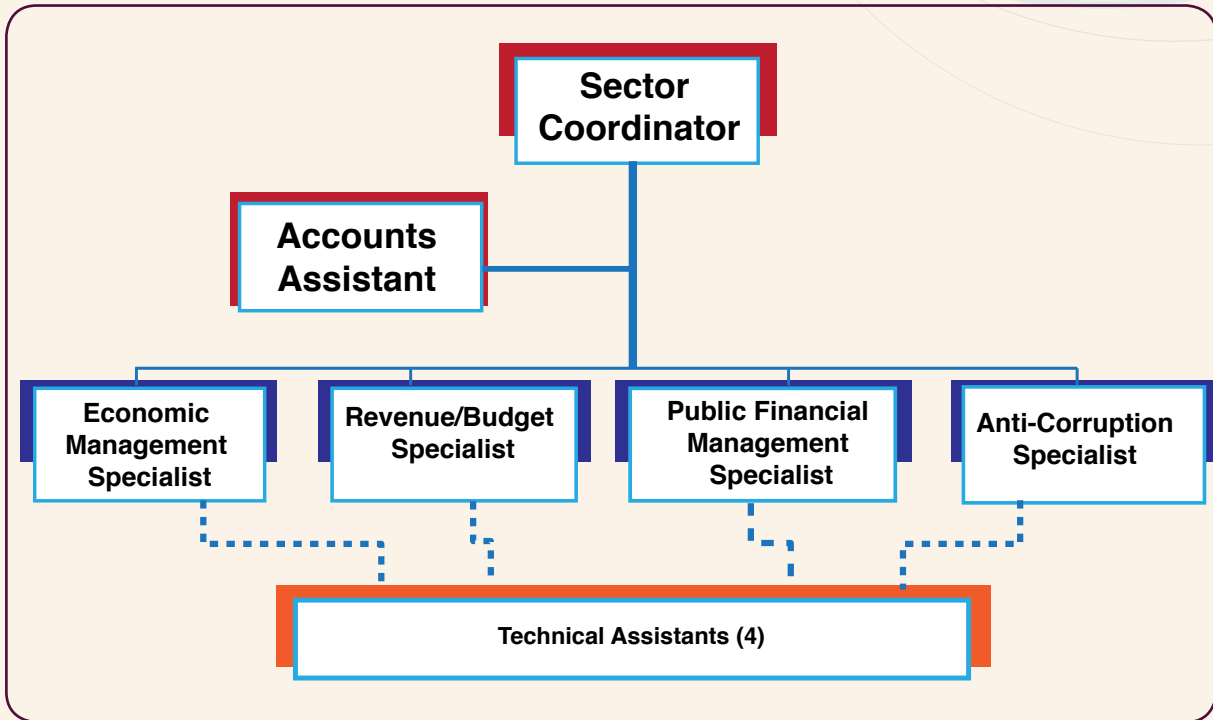 Sector
Coordinator
Accounts
Assistant
Economic
Management
Specialist
Revenue/Budget
Specialist
Public Financial
Management
Specialist
Anti-Corruption
Specialist
Technical Assistants (4)